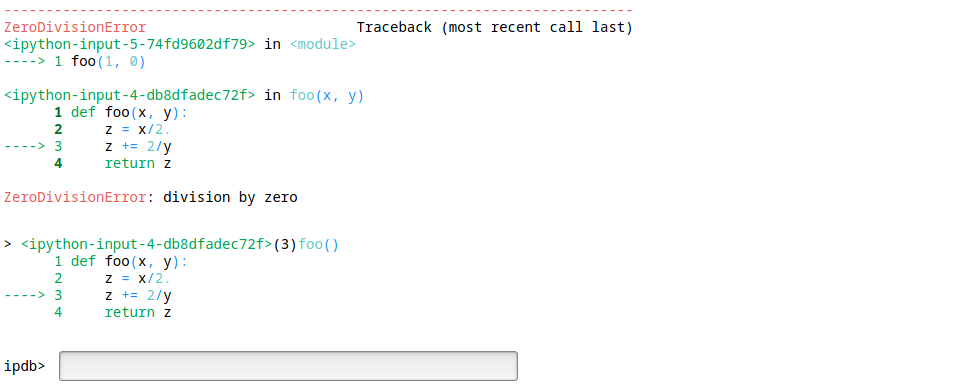 ---------------------------------------------------------------------------
ZeroDivisionError                         Traceback (most recent call last)
<ipython-input-5-74fd9602df79> in <module>
----> 1 foo(1, 0)
<ipython-input-4-db8dfadec72f> in foo(x, y)
      1 def foo(x, y):
      2     z = x/2.
----> 3     z += 2/y
      4     return z
ZeroDivisionError: division by zero
> <ipython-input-4-db8dfadec72f>(3)foo()
      1 def foo(x, y):
      2     z = x/2.
----> 3     z += 2/y
      4     return z
ipdb>